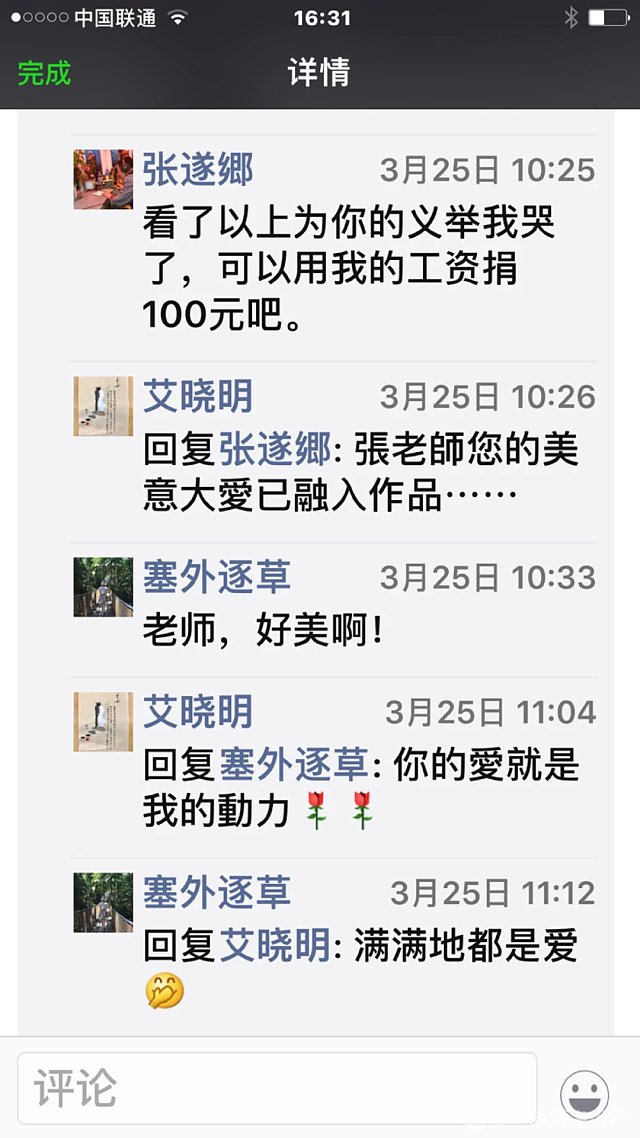 中国联通
16:31
完成
详情
张遂郷
3月25日 10:25
看了以上为你的义举我哭
了，可以用我的工资捐
100元吧。
艾晓明
3月25日 10:26
回复张遂郷: 張老師您的美
意大愛已融入作品……
塞外逐草
3月25日 10:33
老师，好美啊！
艾晓明
3月25日 11:04
回复塞外逐草: 你的愛就是
我的動力🌹🌹
塞外逐草
3月25日 11:12
回复艾晓明: 满满地都是爱
🤭
评论